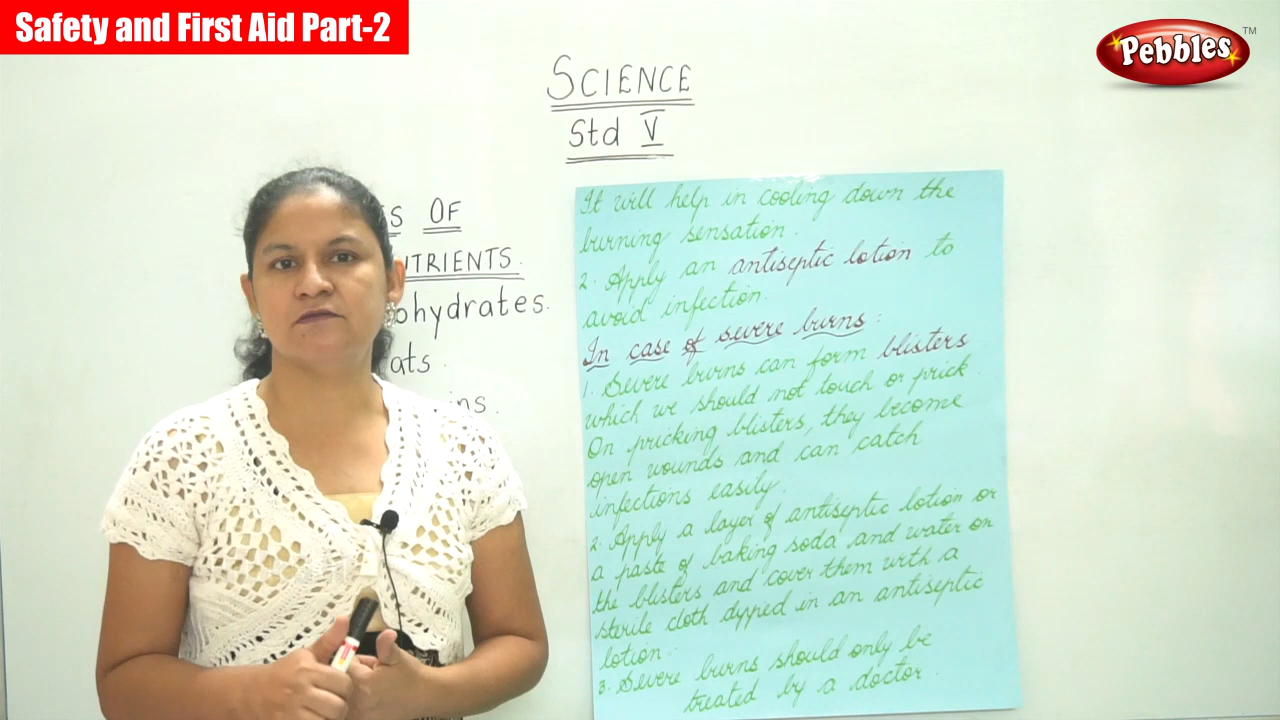 Safety and First Aid Part-2
Pebbles
TM
SCIENCE
Std V
OF
ohydrates.
ats.
ins.
It will help in cooling down the
burning sensation.
2. Apply an antiseptic lotion to
avoid infection.
In case of severe burns:
1. Severe burns can form blisters
which we should not touch or prick.
On pricking blisters, they become
open wounds and can catch
infections easily.
2. Apply a layer of antiseptic lotion or
a paste of baking soda and water on
the blisters and cover them with a
sterile cloth dypped in an antiseptic
lotion.
3. Severe burns should only be
treated by a doctor.